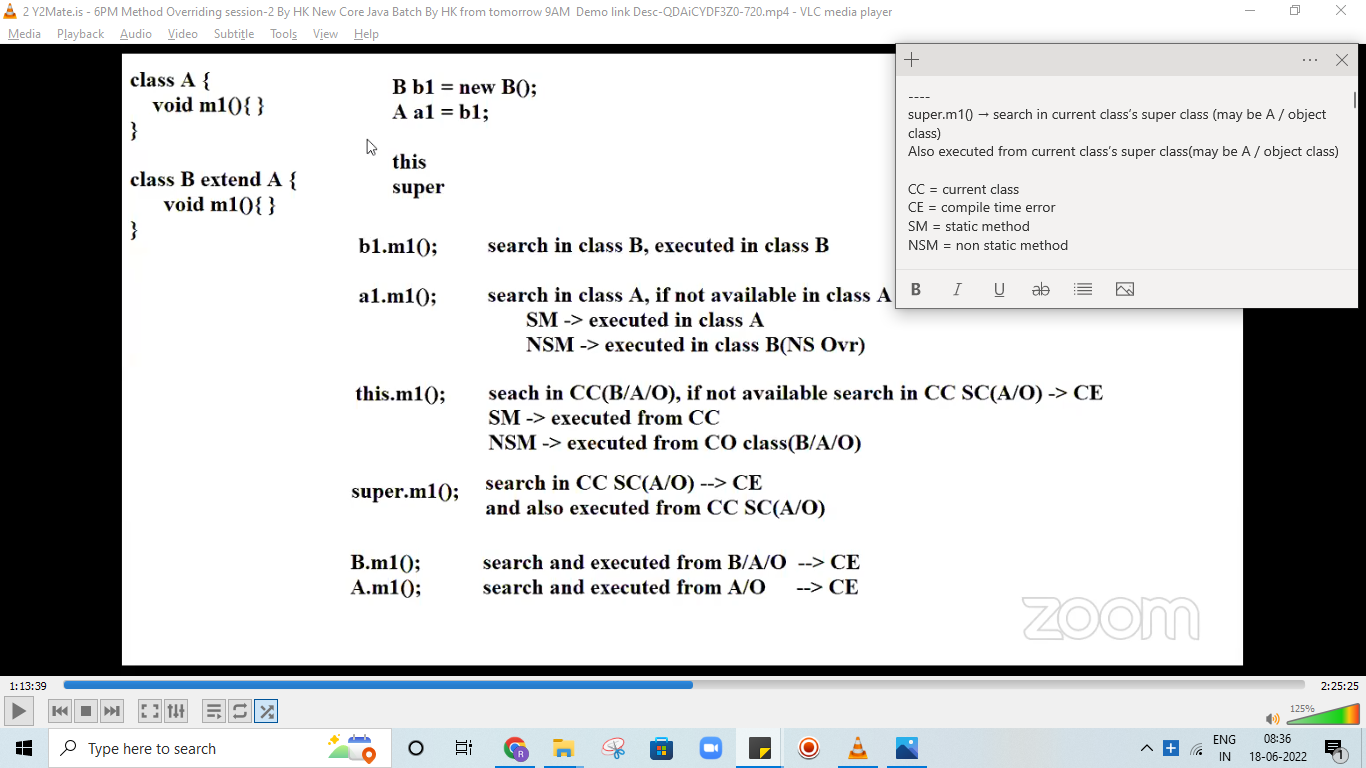 2 Y2Mate.is - 6PM Method Overriding session-2 By HK New Core Java Batch By HK from tomorrow 9AM  Demo link Desc-QDAiCYDF3Z0-720.mp4 - VLC media player
Media Playback Audio Video Subtitle Tools View Help
class A {
void m1(){ }
}
class B extend A {
void m1(){ }
}
B b1 = new B();
A a1 = b1;
this
super
b1.m1(); search in class B, executed in class B
a1.m1(); search in class A, if not available in class A
SM -> executed in class A
NSM -> executed in class B(NS Ovr)
this.m1(); seach in CC(B/A/O), if not available search in CC SC(A/O) -> CE
SM -> executed from CC
NSM -> executed from CO class(B/A/O)
super.m1(); search in CC SC(A/O) --> CE
and also executed from CC SC(A/O)
B.m1(); search and executed from B/A/O --> CE
A.m1(); search and executed from A/O --> CE
zoom
----
super.m1() → search in current class’s super class (may be A / object
class)
Also executed from current class’s super class(may be A / object class)
CC = current class
CE = compile time error
SM = static method
NSM = non static method
B I U ab
1:13:39 2:25:25
125%
Type here to search
R
ENG
IN
08:36
18-06-2022
1